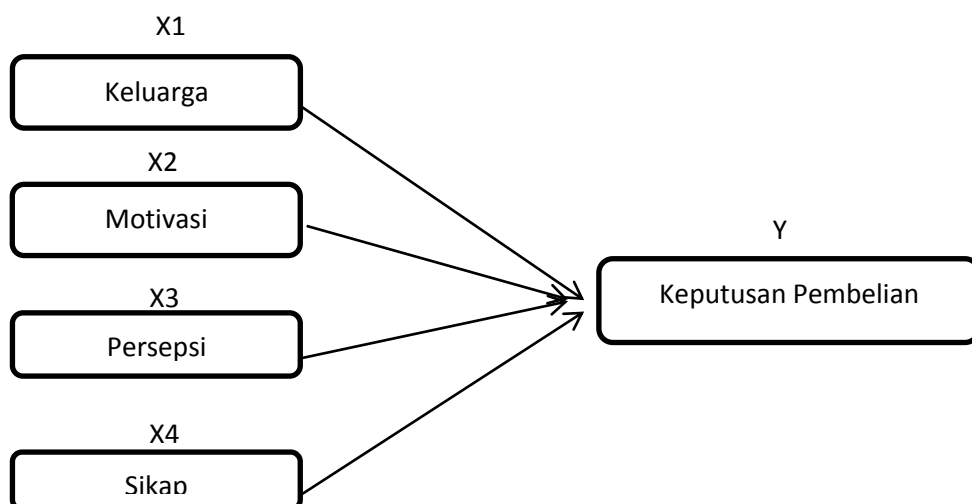 X1
Keluarga
X2
Motivasi
Y
Keputusan Pembelian
X3
Persepsi
X4
Sikap